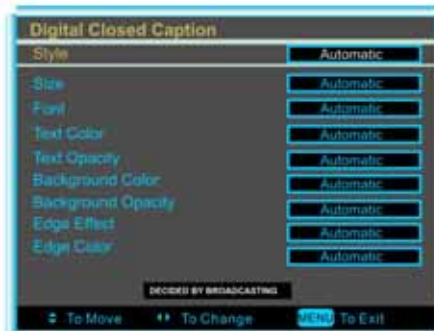 Digital Closed Caption
Style Automatic
Size Automatic
Font Automatic
Text Color Automatic
Text Opacity Automatic
Background Color Automatic
Background Opacity Automatic
Edge Effect Automatic
Edge Color Automatic
DECIDED BY BROADCASTING
To Move To Change MENU To Exit